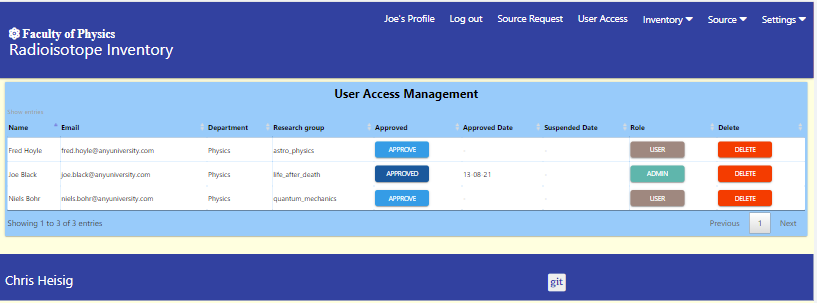 Joe's Profile Log out Source Request User Access Inventory Source Settings
Faculty of Physics
Radioisotope Inventory
User Access Management
Show entries
Name Email Department Research group Approved Approved Date Suspended Date Role Delete
Fred Hoyle fred.hoyle@anyuniversity.com Physics astro_physics APPROVE - - USER DELETE
Joe Black joe.black@anyuniversity.com Physics life_after_death APPROVED 13-08-21 - ADMIN DELETE
Niels Bohr niels.bohr@anyuniversity.com Physics quantum_mechanics APPROVE - - USER DELETE
Showing 1 to 3 of 3 entries Previous 1 Next
Chris Heisig git